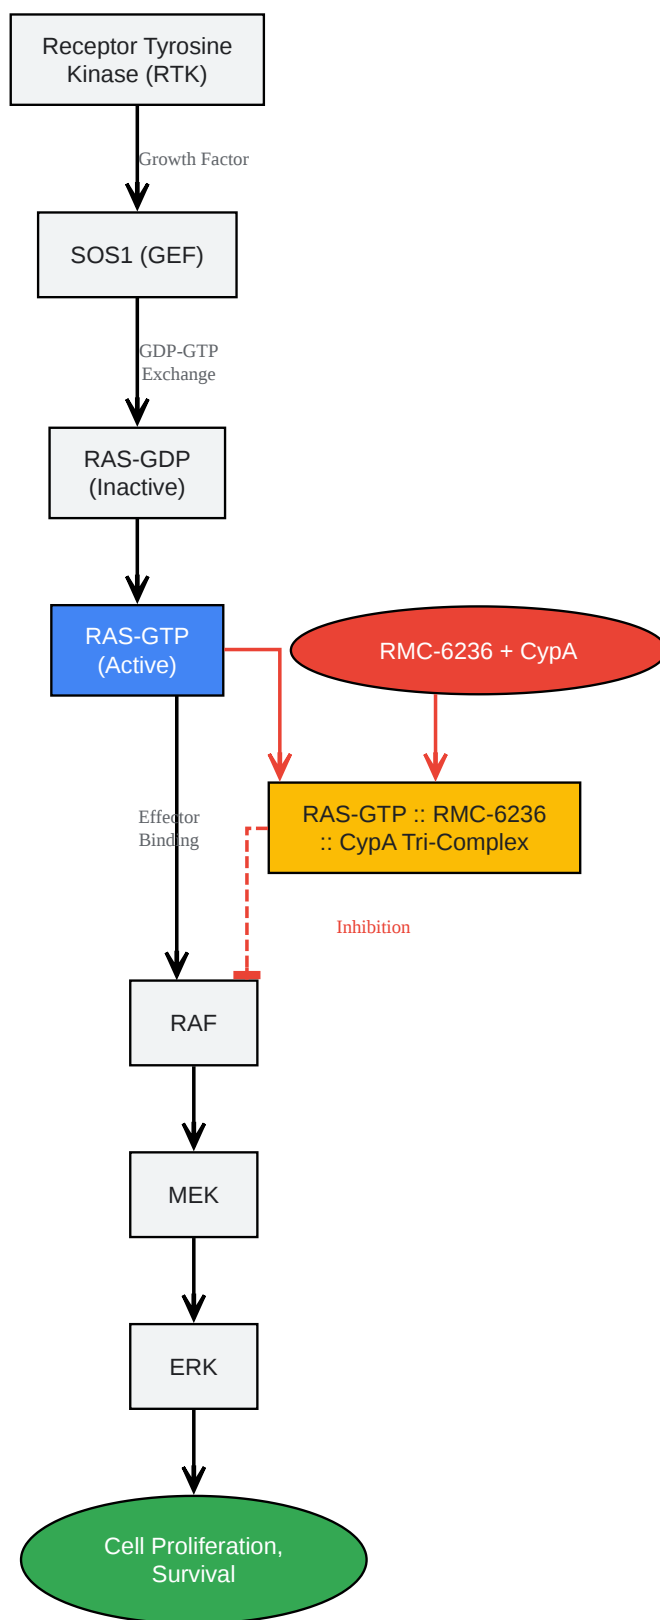 Receptor Tyrosine
Kinase (RTK)
Growth Factor
SOS1 (GEF)
GDP-GTP
Exchange
RAS-GDP
(Inactive)
RAS-GTP
(Active)
RMC-6236 + CypA
RAS-GTP :: RMC-6236
:: CypA Tri-Complex
Effector
Binding
Inhibition
RAF
MEK
ERK
Cell Proliferation,
Survival